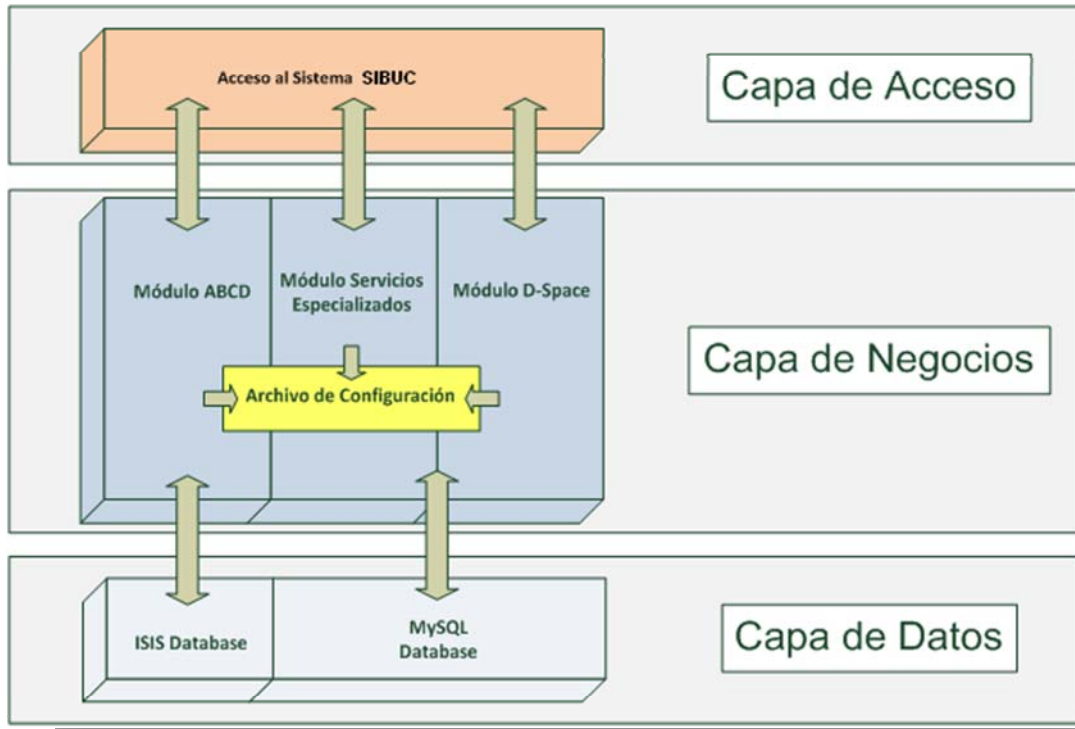 Acceso al Sistema SIBUC
Capa de Acceso
Módulo ABCD
Módulo Servicios
Especializados
Módulo D-Space
Archivo de Configuración
Capa de Negocios
ISIS Database
MySQL
Database
Capa de Datos